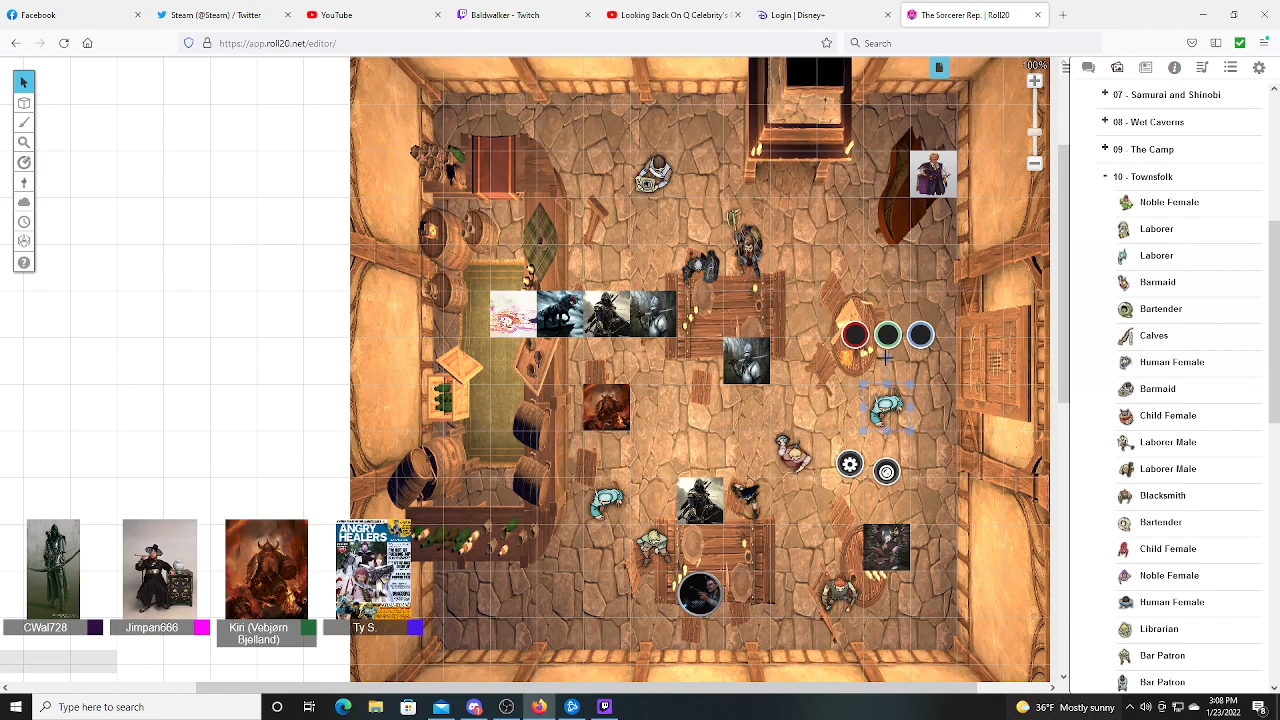 Facebook
Twitter
(5) YouTube
Baldwalker - Twitch
Looking Back On Q Celebrity's
Login | Disney+
The Sorcerer Rep. | Roll20
https://app.roll20.net/editor/
Search
100%
07 - Samurai and Shinobi
08 - Wet Caverns
09 - The Camp
10 - Townsfolk
Noble Female
Laborer
Laborer
Barmaid
Bartender
Calves
Human Female
Barmaid
Child Female
Laborer Male
Laborer Male
Blacksmith
Bartender
Child Female
Noble Female
Human Female
Librarian
Bar Patron
Bar Patron
ANGRY
HEALERS
CWal728
Jimpan666
Kiri (Vebjørn
Bjelland)
Ty S.
Type here to search
36°F Mostly sunny
3:08 PM
1/23/2022